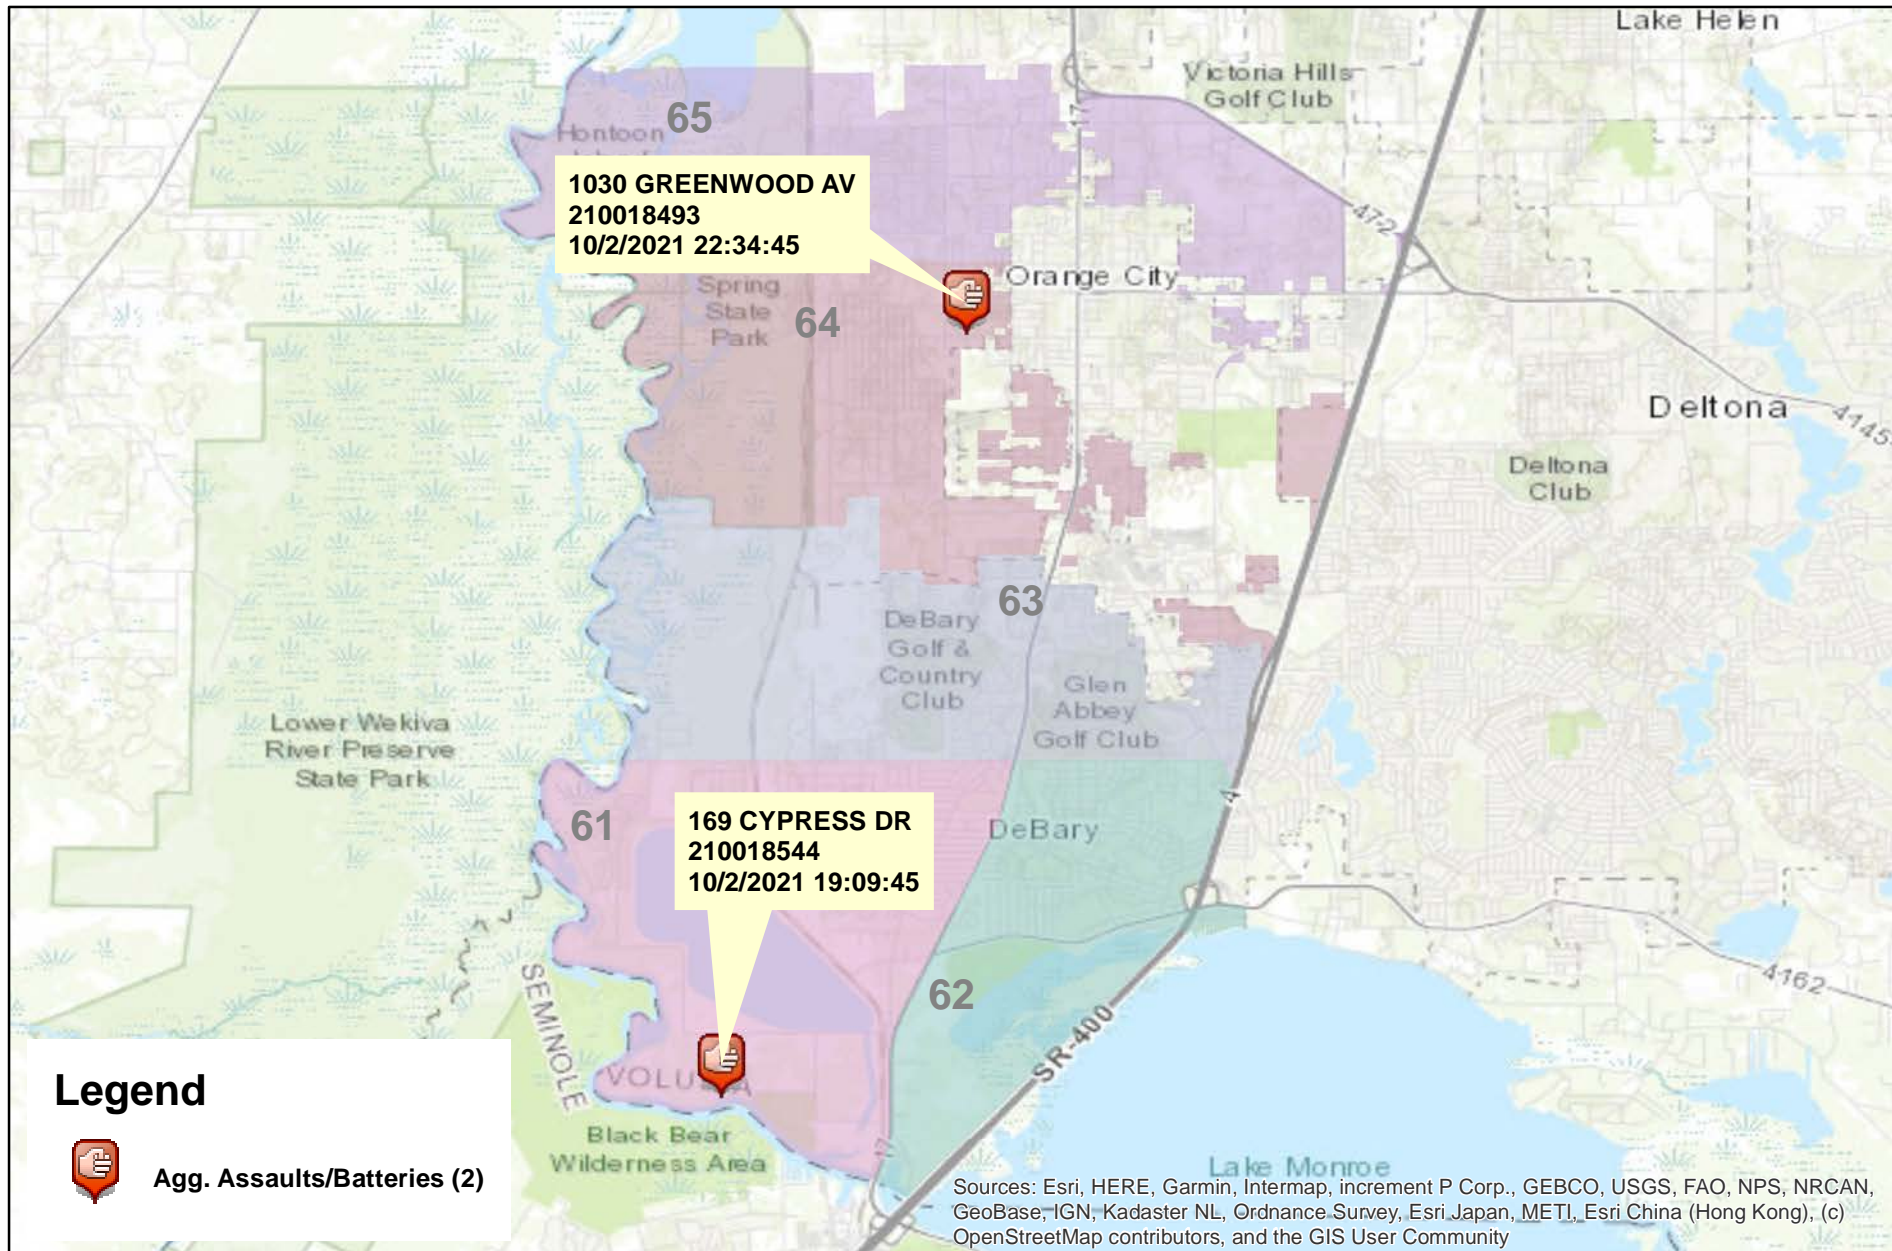 Lake Helen
Victoria Hills
Golf Club
65
Hontoon
17
1030 GREENWOOD AV
210018493
10/2/2021 22:34:45
472
Orange City
Spring
State
Park
64
Deltona
4145
Deltona
Club
63
DeBary
Golf &
Country
Club
Glen
Abbey
Golf Club
Lower Wekiva
River Preserve
State Park
4
61
169 CYPRESS DR
210018544
10/2/2021 19:09:45
DeBary
62
4162
SEMINOLE
SR-400
VOLUSIA
Legend
Agg. Assaults/Batteries (2)
Black Bear
Wilderness Area
17
Lake Monroe
Sources: Esri, HERE, Garmin, Intermap, increment P Corp., GEBCO, USGS, FAO, NPS, NRCAN,
GeoBase, IGN, Kadaster NL, Ordnance Survey, Esri Japan, METI, Esri China (Hong Kong), (c)
OpenStreetMap contributors, and the GIS User Community